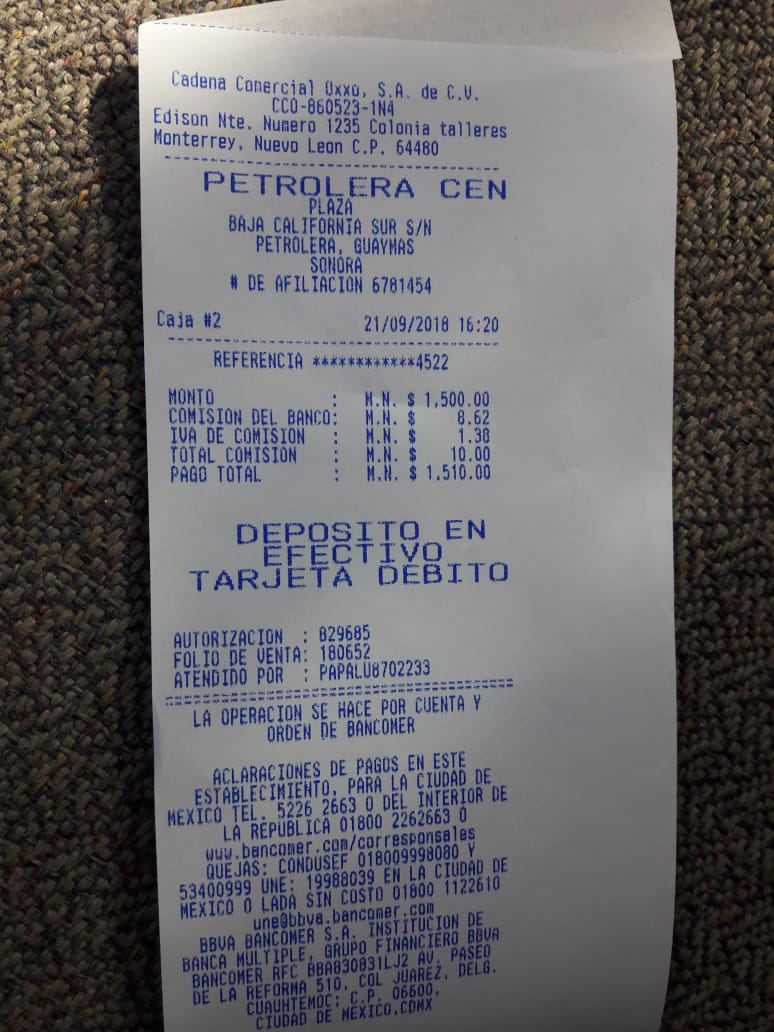 Cadena Comercial Oxxo, S.A. de C.V.
CCO-860523-1N4
Edison Nte. Numero 1235 Colonia talleres
Monterrey, Nuevo Leon C.P. 64480
PETROLERA CEN
PLAZA
BAJA CALIFORNIA SUR S/N
PETROLERA, GUAYMAS
SONORA
# DE AFILIACION 6781454
Caja #2 21/09/2018 16:20
REFERENCIA ************4522
MONTO : M.N. $ 1,500.00
COMISION DEL BANCO: M.N. $ 8.62
IVA DE COMISION : M.N. $ 1.38
TOTAL COMISION : M.N. $ 10.00
PAGO TOTAL : M.N. $ 1,510.00
DEPOSITO EN
EFECTIVO
TARJETA DEBITO
AUTORIZACION : 829685
FOLIO DE VENTA: 180652
ATENDIDO POR : PAPALU8702233
LA OPERACION SE HACE POR CUENTA Y
ORDEN DE BANCOMER
ACLARACIONES DE PAGOS EN ESTE
ESTABLECIMIENTO, PARA LA CIUDAD DE
MEXICO TEL. 5226 2663 O DEL INTERIOR DE
LA REPUBLICA 01800 2262663 O
www.bancomer.com/corresponsales
QUEJAS: CONDUSEF 018009998080 Y
53400999 UNE: 19988039 EN LA CIUDAD DE
MEXICO O LADA SIN COSTO 01800 1122610
une@bbva.bancomer.com
BBVA BANCOMER S.A. INSTITUCION DE
BANCA MULTIPLE, GRUPO FINANCIERO BBVA
BANCOMER RFC BBA830831LJ2 AV. PASEO
DE LA REFORMA 510, COL JUAREZ, DELG.
CUAUHTEMOC; C.P. 06600,
CIUDAD DE MEXICO,CDMX